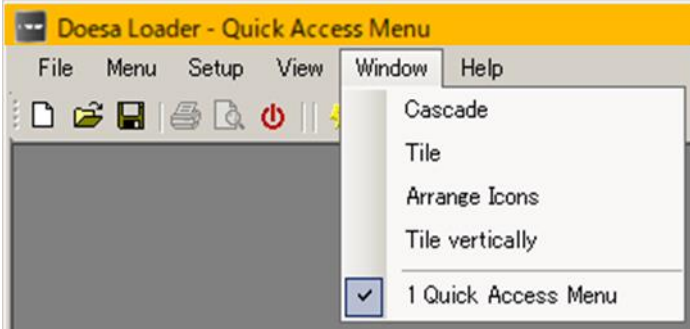 Doesa Loader - Quick Access Menu
File Menu Setup View Window Help
Cascade
Tile
Arrange Icons
Tile vertically
1 Quick Access Menu